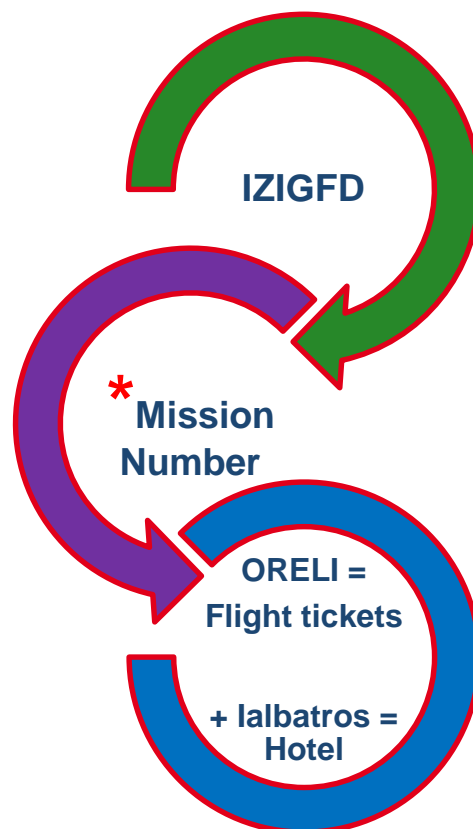 IZIGFD
*Mission
Number
ORELI =
Flight tickets
+ Ialbatros =
Hotel